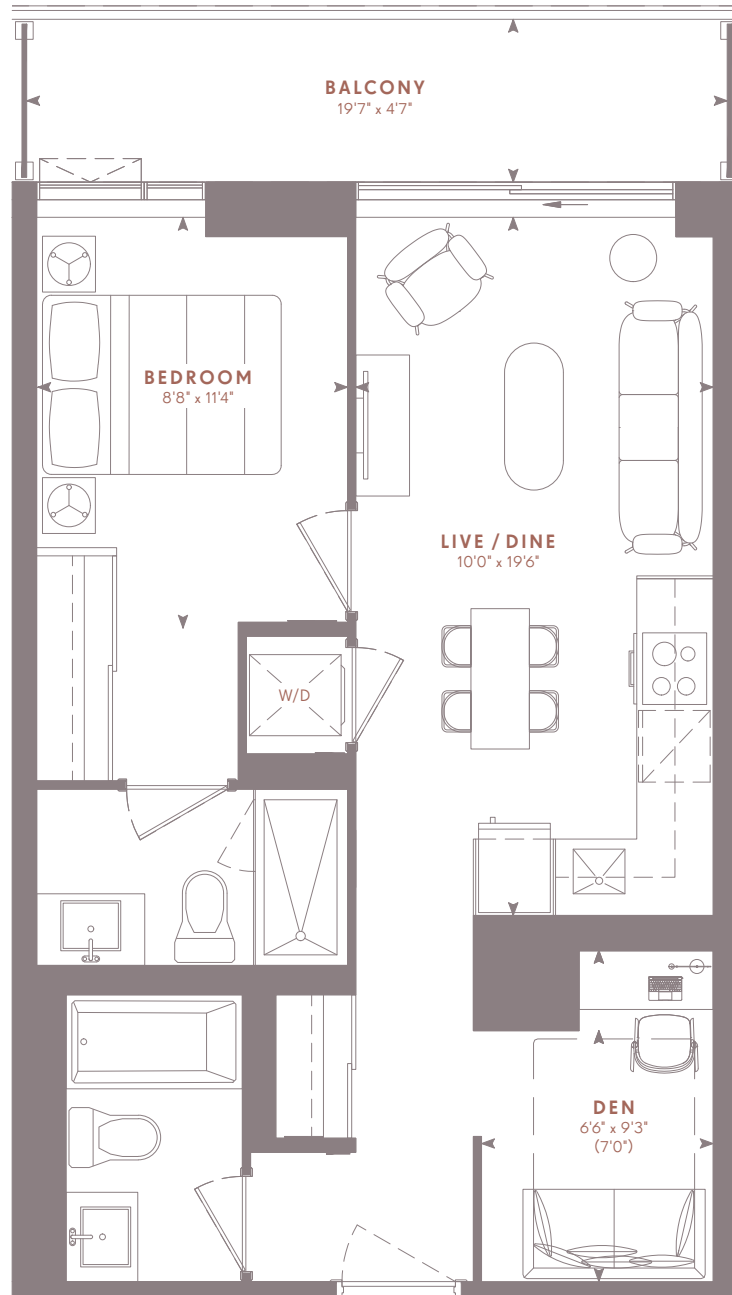 BALCONY
19'7" x 4'7"
BEDROOM
8'8" x 11'4"
LIVE / DINE
10'0" x 19'6"
W/D
DEN
6'6" x 9'3"
(7'0")